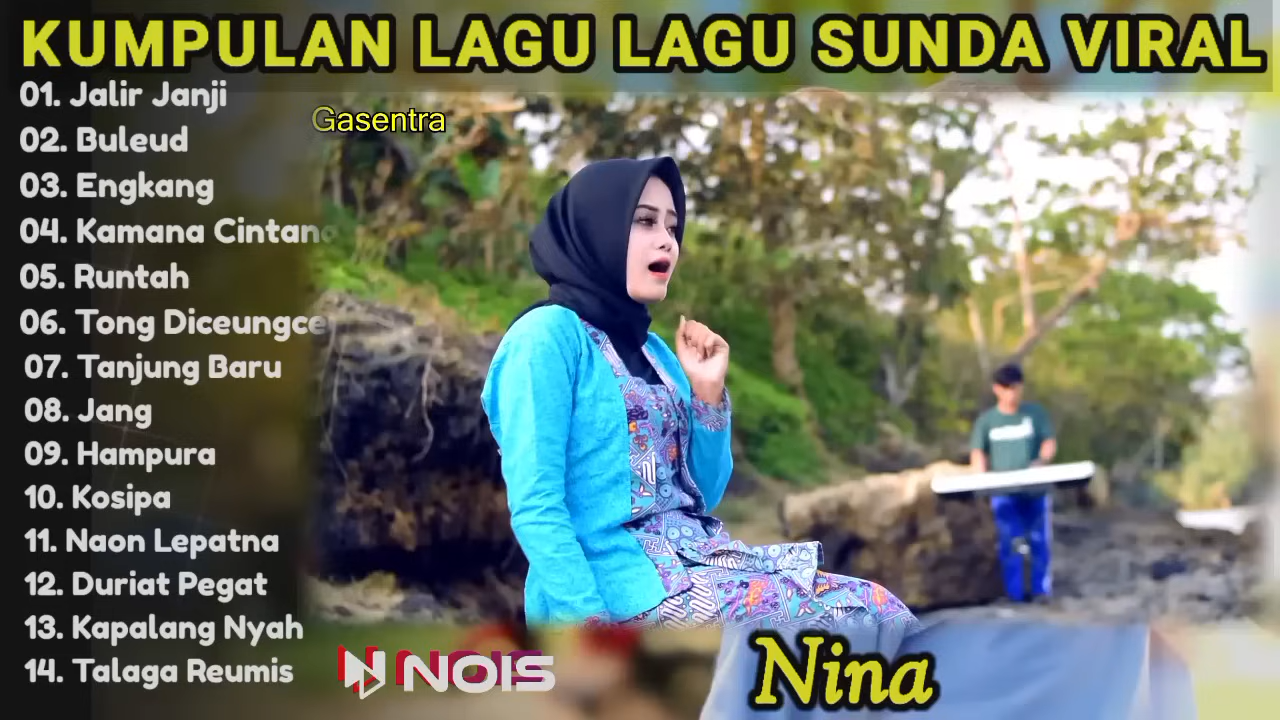 KUMPULAN LAGU LAGU SUNDA VIRAL
01. Jalir Janji
02. Buleud
03. Engkang
04. Kamana Cintana
05. Runtah
06. Tong Diceungce
07. Tanjung Baru
08. Jang
09. Hampura
10. Kosipa
11. Naon Lepatna
12. Duriat Pegat
13. Kapalang Nyah
14. Talaga Reumis
Gasentra
NOIS
Nina